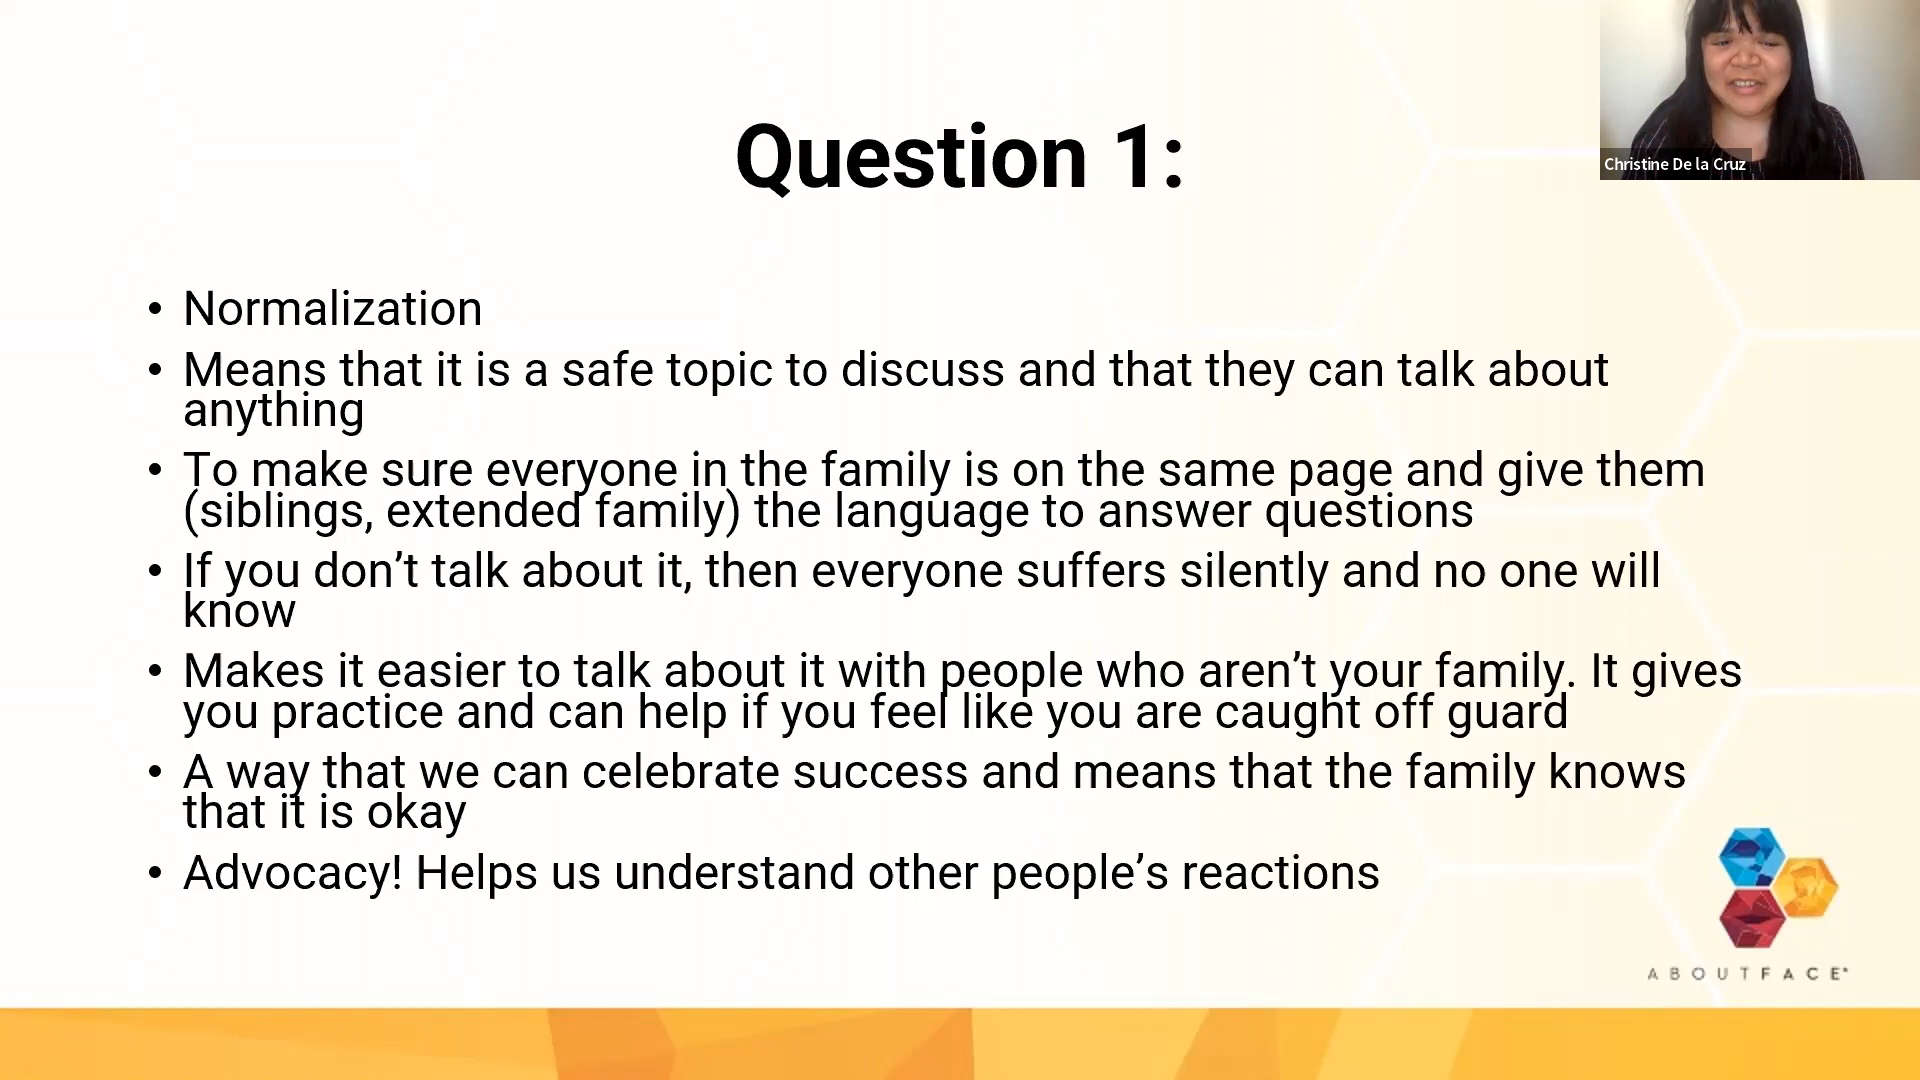 Question 1:
Christine De la Cruz
• Normalization
• Means that it is a safe topic to discuss and that they can talk about
anything
• To make sure everyone in the family is on the same page and give them
(siblings, extended family) the language to answer questions
• If you don’t talk about it, then everyone suffers silently and no one will
know
• Makes it easier to talk about it with people who aren’t your family. It gives
you practice and can help if you feel like you are caught off guard
• A way that we can celebrate success and means that the family knows
that it is okay
• Advocacy! Helps us understand other people’s reactions
ABOUTFACE